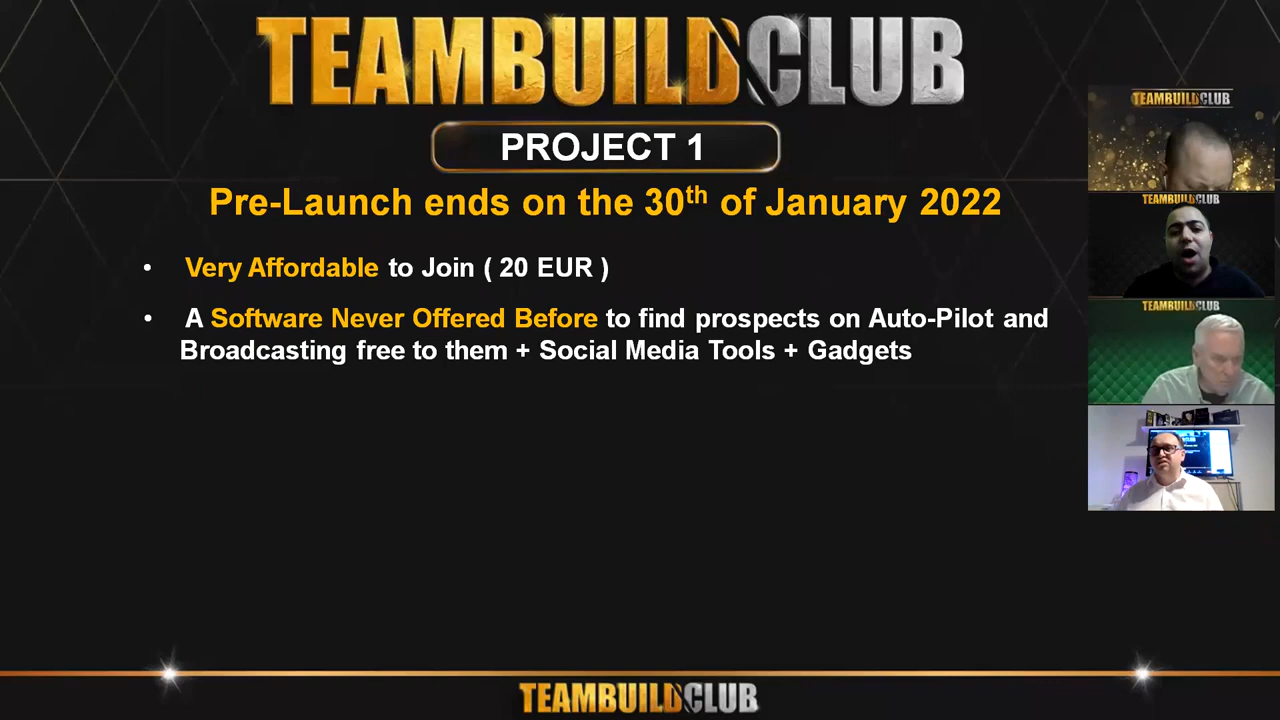 TEAMBUILDCLUB
PROJECT 1
Pre-Launch ends on the 30th of January 2022
• Very Affordable to Join ( 20 EUR )
• A Software Never Offered Before to find prospects on Auto-Pilot and
Broadcasting free to them + Social Media Tools + Gadgets
TEAMBUILDCLUB
TEAMBUILDCLUB
TEAMBUILDCLUB
TEAMBUILDCLUB